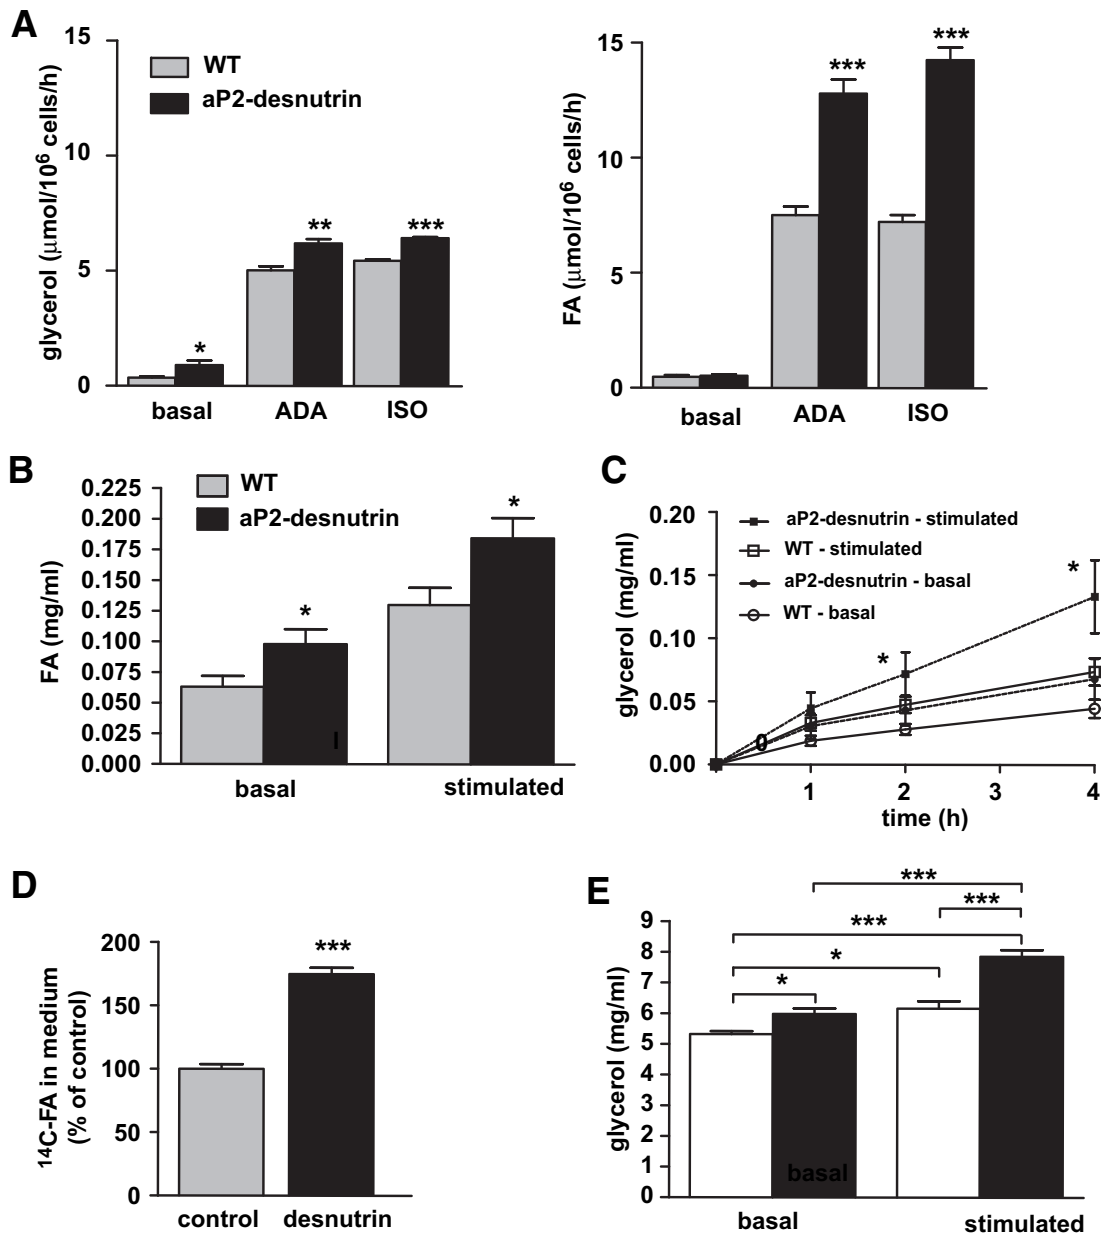 A
glycerol (μmol/10⁶ cells/h)
15
10
5
0
WT
aP2-desnutrin
*
**
***
basal
ADA
ISO
FA (μmol/10⁶ cells/h)
15
10
5
0
***
***
basal
ADA
ISO
B
FA (mg/ml)
0.225
0.200
0.175
0.150
0.125
0.100
0.075
0.050
0.025
0.000
WT
aP2-desnutrin
*
*
basal
stimulated
C
glycerol (mg/ml)
0.20
0.15
0.10
0.05
0.00
aP2-desnutrin - stimulated
WT - stimulated
aP2-desnutrin - basal
WT - basal
*
*
0
1
2
3
4
time (h)
D
¹⁴C-FA in medium
(% of control)
200
150
100
50
0
***
control
desnutrin
E
glycerol (mg/ml)
9
8
7
6
5
4
3
2
1
0
***
***
***
*
*
basal
basal
stimulated